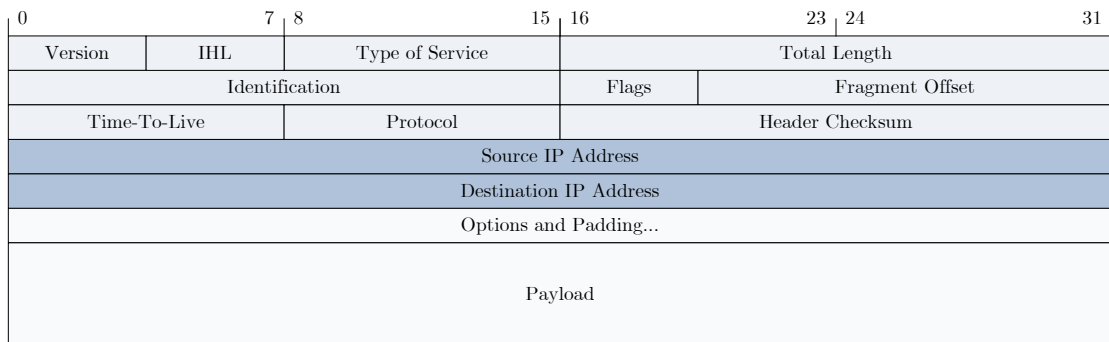 0 7 8 15 16 23 24 31
Version IHL Type of Service Total Length
Identification Flags Fragment Offset
Time-To-Live Protocol Header Checksum
Source IP Address
Destination IP Address
Options and Padding...
Payload